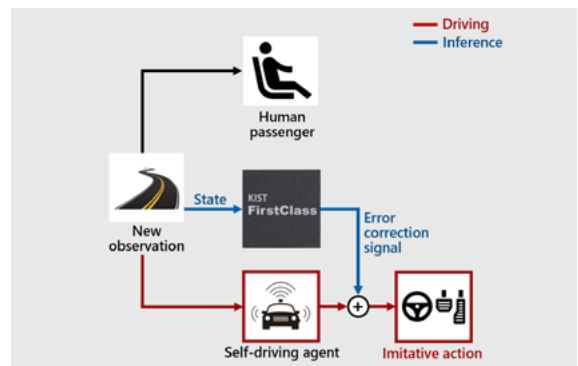 Driving
Inference
Human
passenger
State
KIST
FirstClass
Error
correction
signal
New
observation
+
Self-driving agent
Imitative action